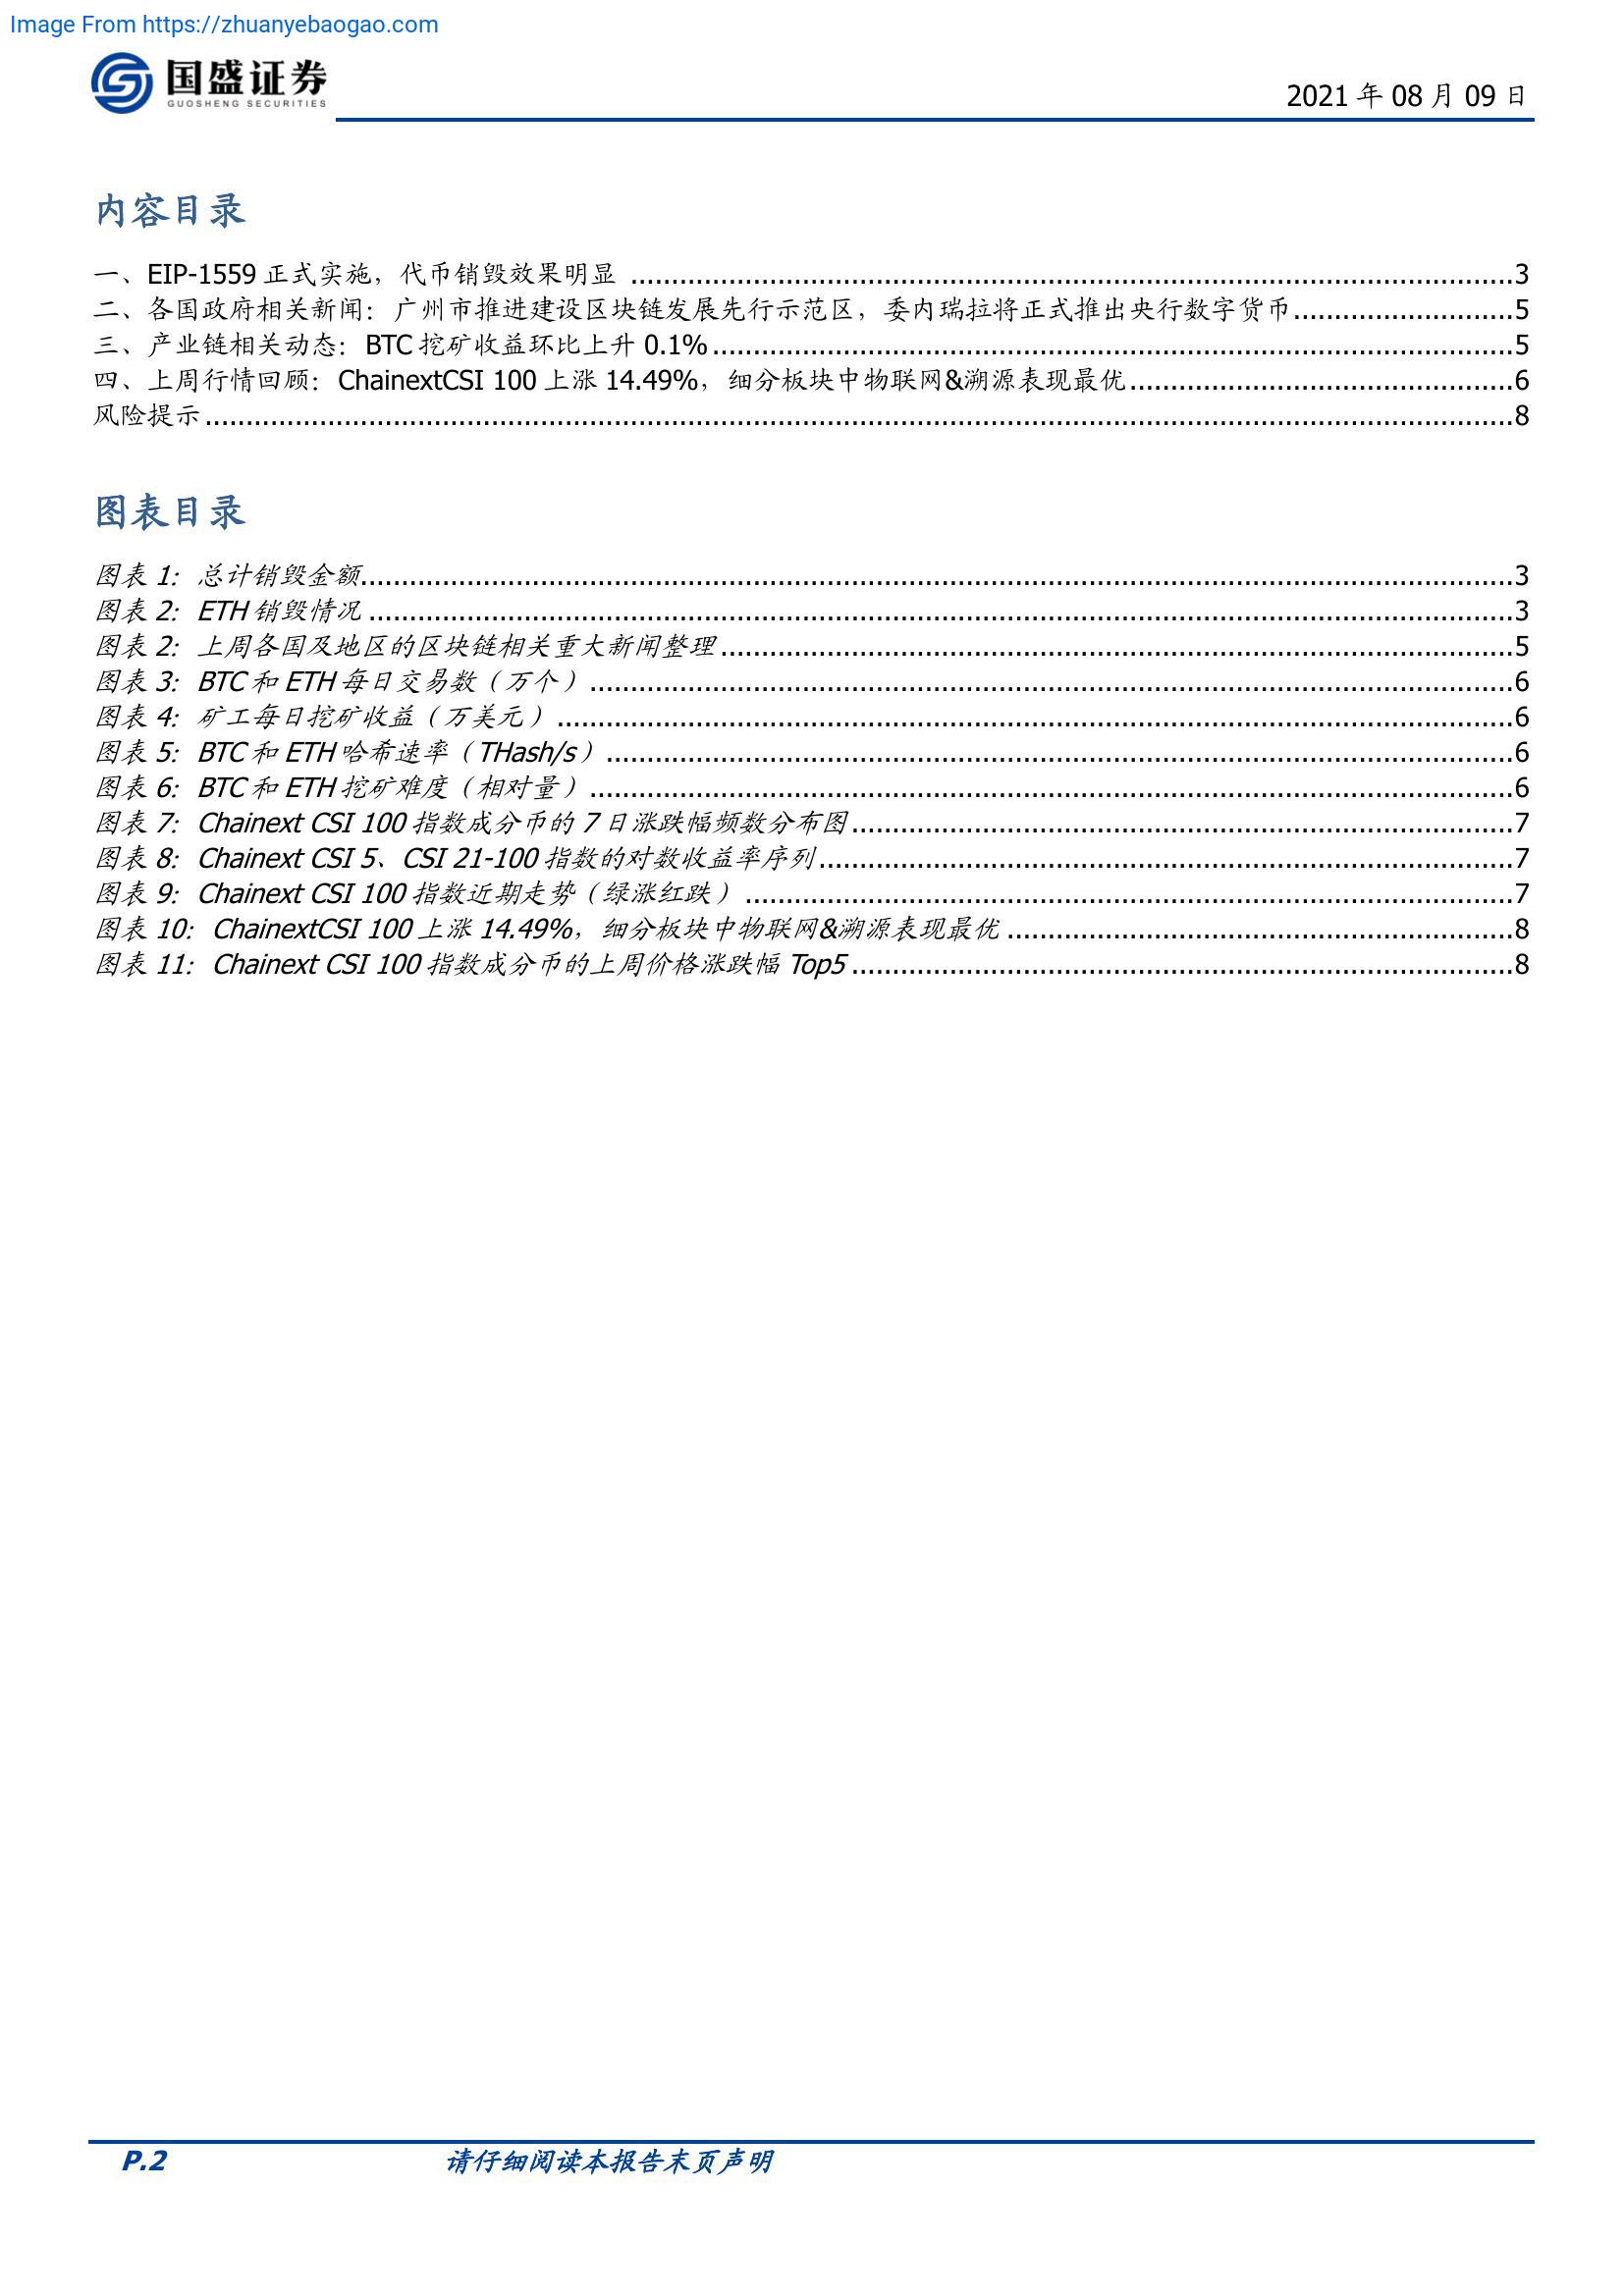 Image From https://zhuanyebaogao.com
国盛证券
GUOSHENG SECURITIES
2021 年 08 月 09 日
内容目录
一、EIP-1559 正式实施，代币销毁效果明显 ........................................................................................................3
二、各国政府相关新闻：广州市推进建设区块链发展先行示范区，委内瑞拉将正式推出央行数字货币...........................5
三、产业链相关动态：BTC 挖矿收益环比上升 0.1%..................................................................................................5
四、上周行情回顾：ChainextCSI 100 上涨 14.49%，细分板块中物联网&溯源表现最优...............................................6
风险提示................................................................................................................................................................8
图表目录
图表 1：总计销毁金额.............................................................................................................................................3
图表 2：ETH 销毁情况............................................................................................................................................3
图表 2：上周各国及地区的区块链相关重大新闻整理.................................................................................................5
图表 3：BTC 和 ETH 每日交易数（万个）.................................................................................................................6
图表 4：矿工每日挖矿收益（万美元）.....................................................................................................................6
图表 5：BTC 和 ETH 哈希速率（THash/s）...............................................................................................................6
图表 6：BTC 和 ETH 挖矿难度（相对量）.................................................................................................................6
图表 7：Chainext CSI 100 指数成分币的 7 日涨跌幅频数分布图.................................................................................7
图表 8：Chainext CSI 5、CSI 21-100 指数的对数收益率序列.....................................................................................7
图表 9：Chainext CSI 100 指数近期走势（绿涨红跌）..............................................................................................7
图表 10：ChainextCSI 100 上涨 14.49%，细分板块中物联网&溯源表现最优..............................................................8
图表 11：Chainext CSI 100 指数成分币的上周价格涨跌幅 Top5.................................................................................8
P.2 请仔细阅读本报告末页声明